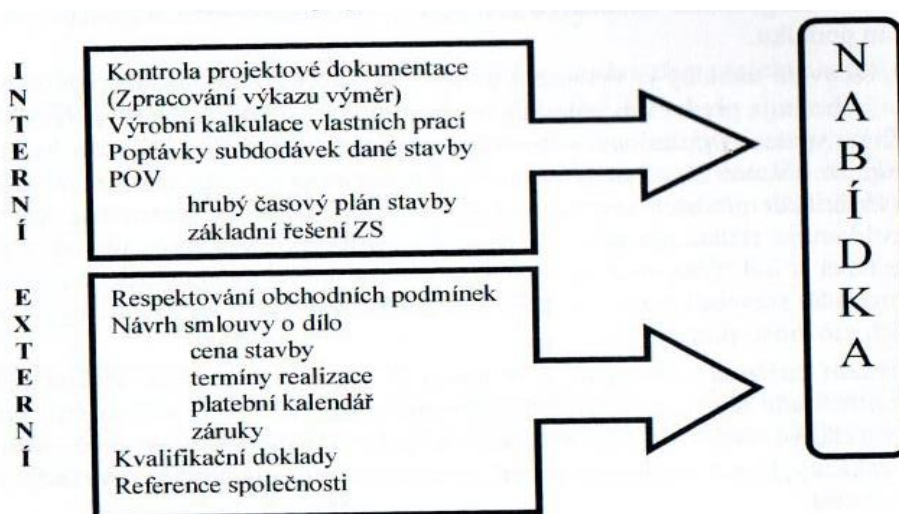 INTERNÍ
Kontrola projektové dokumentace
(Zpracování výkazu výměr)
Výrobní kalkulace vlastních prací
Poptávky subdodávek dané stavby
POV
hrubý časový plán stavby
základní řešení ZS
EXTERNÍ
Respektování obchodních podmínek
Návrh smlouvy o dílo
cena stavby
termíny realizace
platební kalendář
záruky
Kvalifikační doklady
Reference společnosti
NABÍDKA